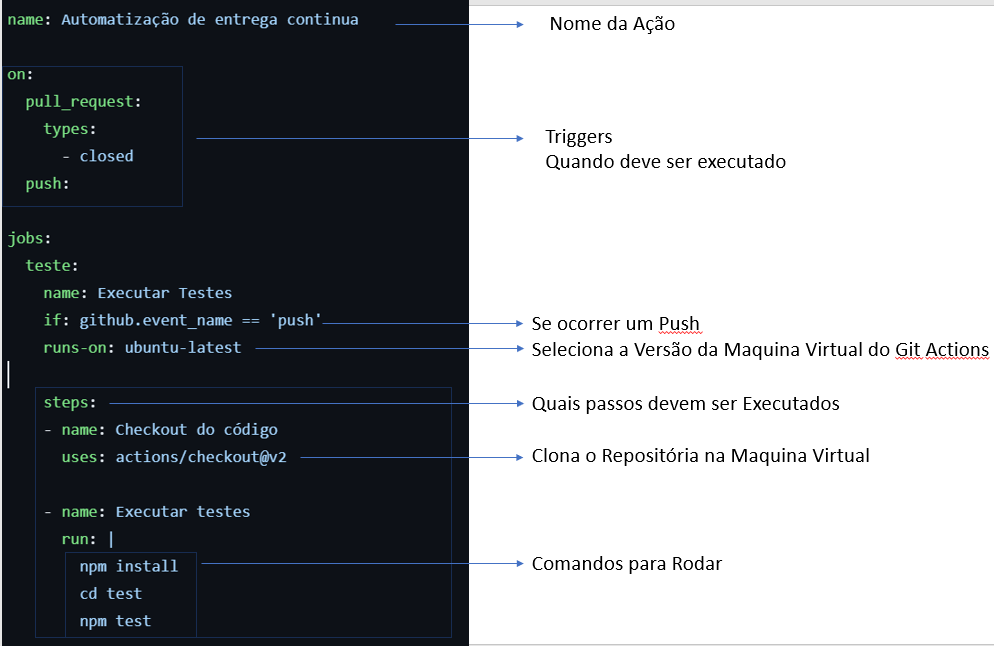 name: Automatização de entrega continua
Nome da Ação
on:
pull_request:
types:
- closed
push:
Triggers
Quando deve ser executado
jobs:
teste:
name: Executar Testes
if: github.event_name == 'push'
Se ocorrer um Push
runs-on: ubuntu-latest
Seleciona a Versão da Maquina Virtual do Git Actions
steps:
Quais passos devem ser Executados
- name: Checkout do código
uses: actions/checkout@v2
Clona o Repositória na Maquina Virtual
- name: Executar testes
run: |
npm install
Comandos para Rodar
cd test
npm test